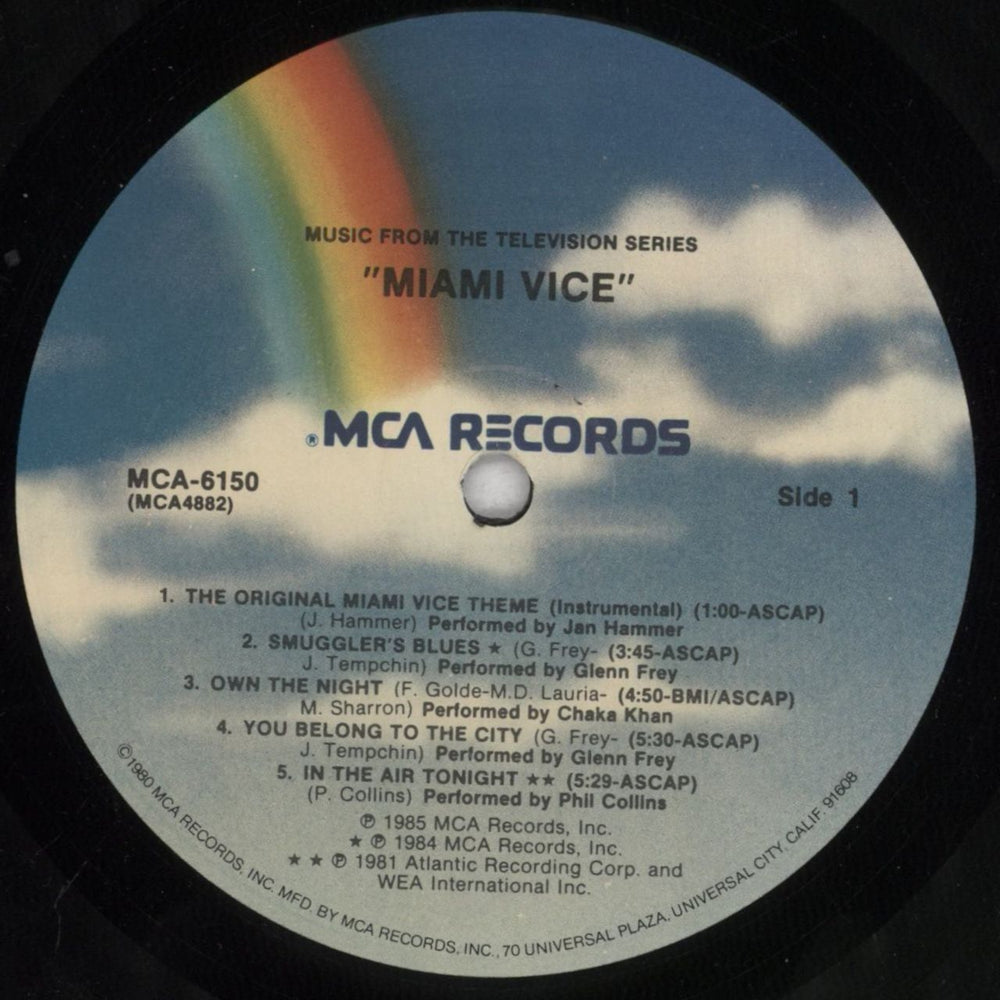 MUSIC FROM THE TELEVISION SERIES
"MIAMI VICE"
®MCA RECORDS
MCA-6150
(MCA4882)
Side 1
1. THE ORIGINAL MIAMI VICE THEME (Instrumental) (1:00-ASCAP)
(J. Hammer) Performed by Jan Hammer
2. SMUGGLER'S BLUES ★ (G. Frey- (3:45-ASCAP)
J. Tempchin) Performed by Glenn Frey
3. OWN THE NIGHT (F. Golde-M.D. Lauria- (4:50-BMI/ASCAP)
M. Sharron) Performed by Chaka Khan
4. YOU BELONG TO THE CITY (G. Frey- (5:30-ASCAP)
J. Tempchin) Performed by Glenn Frey
5. IN THE AIR TONIGHT ★★ (5:29-ASCAP)
(P. Collins) Performed by Phil Collins
℗ 1985 MCA Records, Inc.
★ ℗ 1984 MCA Records, Inc.
★ ★ ℗ 1981 Atlantic Recording Corp. and
WEA International Inc.
©1980 MCA RECORDS, INC. MFD. BY MCA RECORDS, INC., 70 UNIVERSAL PLAZA, UNIVERSAL CITY, CALIF. 91608